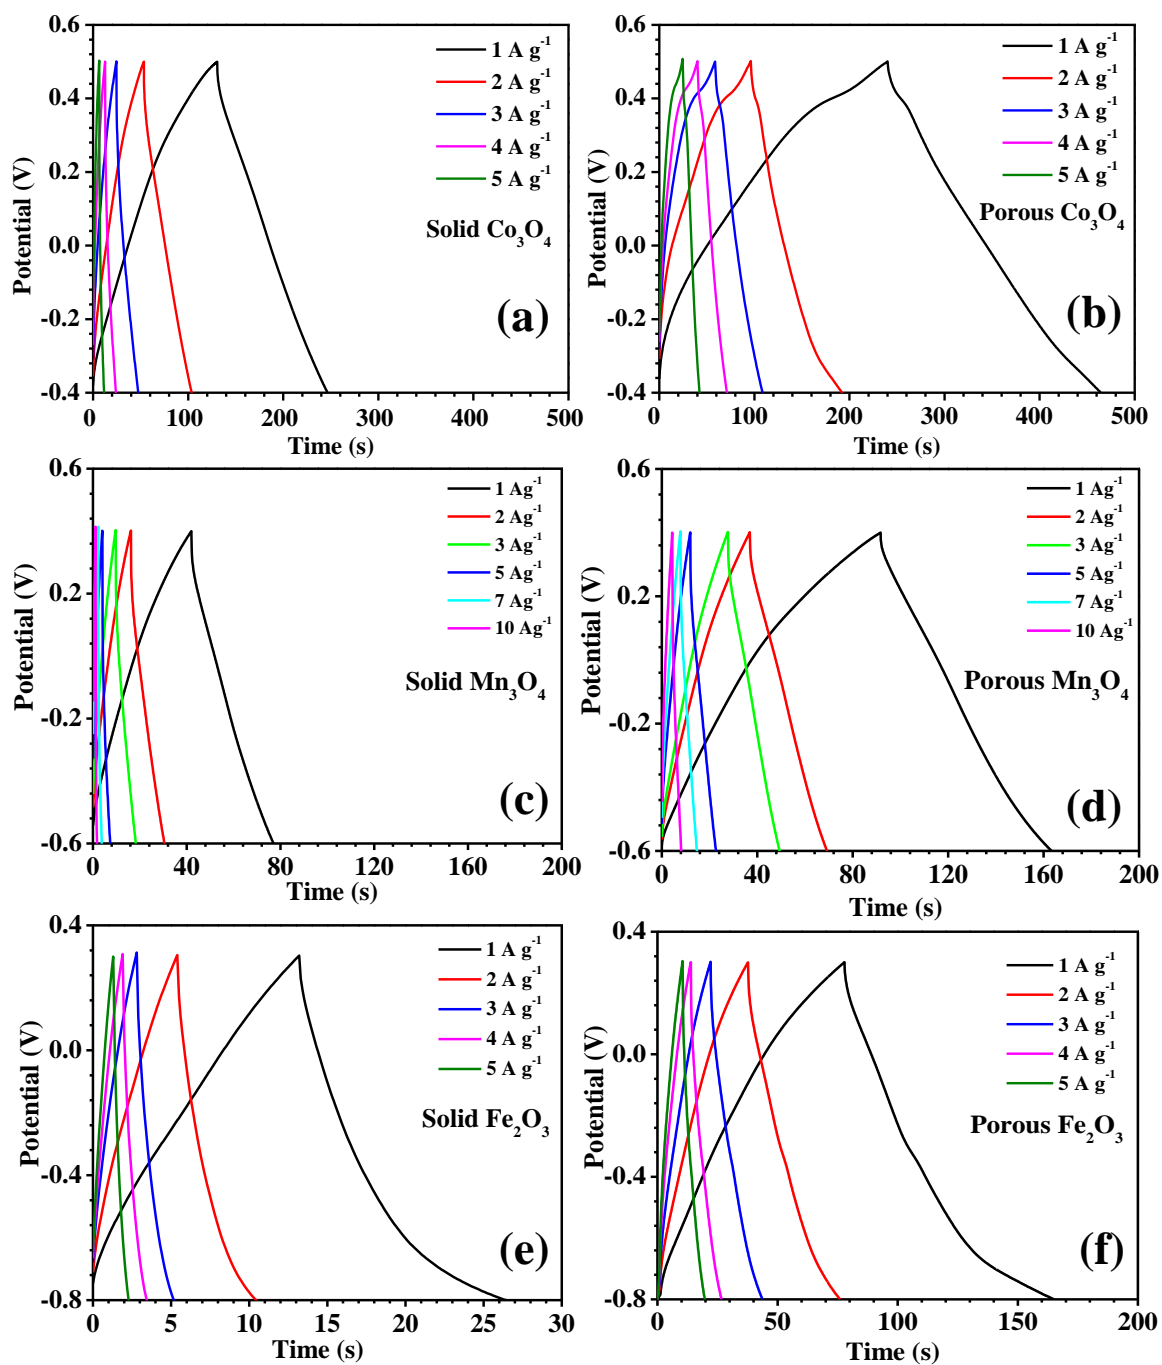 0.6
0.4
0.2
0.0
-0.2
-0.4
Potential (V)
0
100
200
300
400
500
Time (s)
1 A g⁻¹
2 A g⁻¹
3 A g⁻¹
4 A g⁻¹
5 A g⁻¹
Solid Co₃O₄
(a)
0.6
0.4
0.2
0.0
-0.2
-0.4
Potential (V)
0
100
200
300
400
500
Time (s)
1 A g⁻¹
2 A g⁻¹
3 A g⁻¹
4 A g⁻¹
5 A g⁻¹
Porous Co₃O₄
(b)
0.6
0.2
-0.2
-0.6
Potential (V)
0
40
80
120
160
200
Time (s)
1 Ag⁻¹
2 Ag⁻¹
3 Ag⁻¹
5 Ag⁻¹
7 Ag⁻¹
10 Ag⁻¹
Solid Mn₃O₄
(c)
0.6
0.2
-0.2
-0.6
Potential (V)
0
40
80
120
160
200
Time (s)
1 Ag⁻¹
2 Ag⁻¹
3 Ag⁻¹
5 Ag⁻¹
7 Ag⁻¹
10 Ag⁻¹
Porous Mn₃O₄
(d)
0.4
0.0
-0.4
-0.8
Potential (V)
0
5
10
15
20
25
30
Time (s)
1 A g⁻¹
2 A g⁻¹
3 A g⁻¹
4 A g⁻¹
5 A g⁻¹
Solid Fe₂O₃
(e)
0.4
0.0
-0.4
-0.8
Potential (V)
0
50
100
150
200
Time (s)
1 A g⁻¹
2 A g⁻¹
3 A g⁻¹
4 A g⁻¹
5 A g⁻¹
Porous Fe₂O₃
(f)